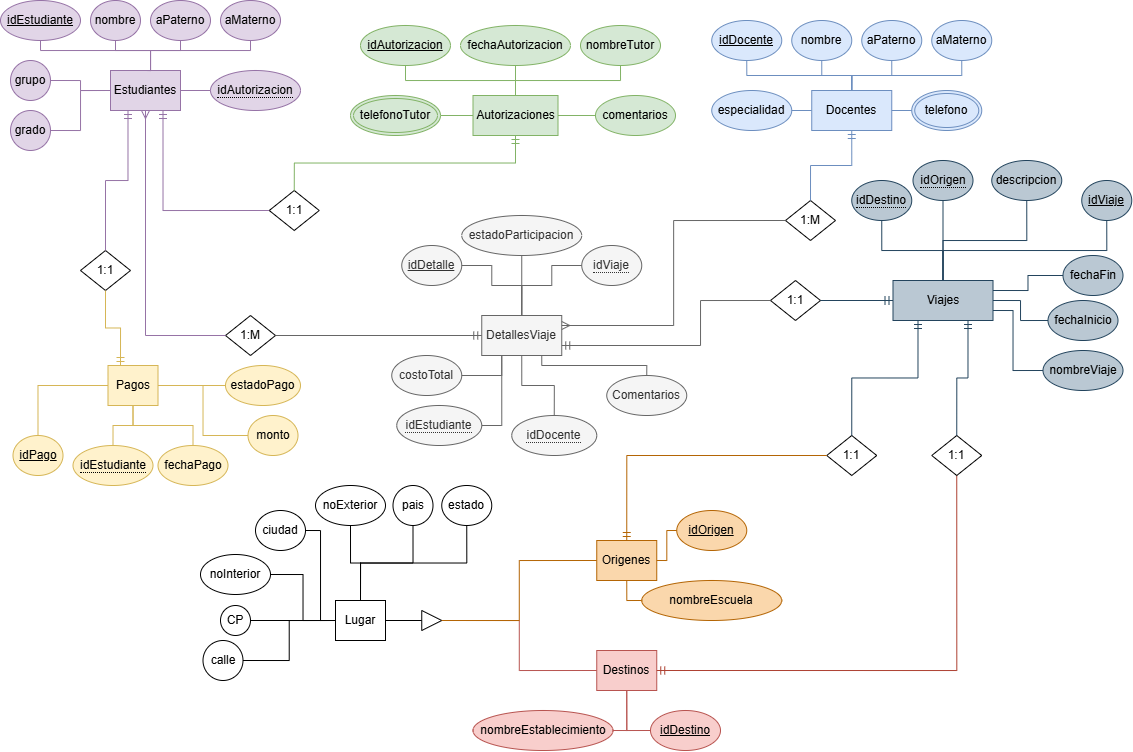 idEstudiante
nombre
aPaterno
aMaterno
grupo
Estudiantes
idAutorizacion
grado
idAutorizacion
fechaAutorizacion
nombreTutor
telefonoTutor
Autorizaciones
comentarios
idDocente
nombre
aPaterno
aMaterno
especialidad
Docentes
telefono
1:1
1:M
idDestino
idOrigen
descripcion
idViaje
estadoParticipacion
idDetalle
idViaje
1:1
1:1
Viajes
fechaFin
fechaInicio
nombreViaje
1:M
DetallesViaje
costoTotal
Comentarios
idEstudiante
idDocente
Pagos
estadoPago
monto
idPago
idEstudiante
fechaPago
1:1
1:1
noExterior
pais
estado
ciudad
noInterior
CP
calle
Lugar
idOrigen
Origenes
nombreEscuela
Destinos
nombreEstablecimiento
idDestino